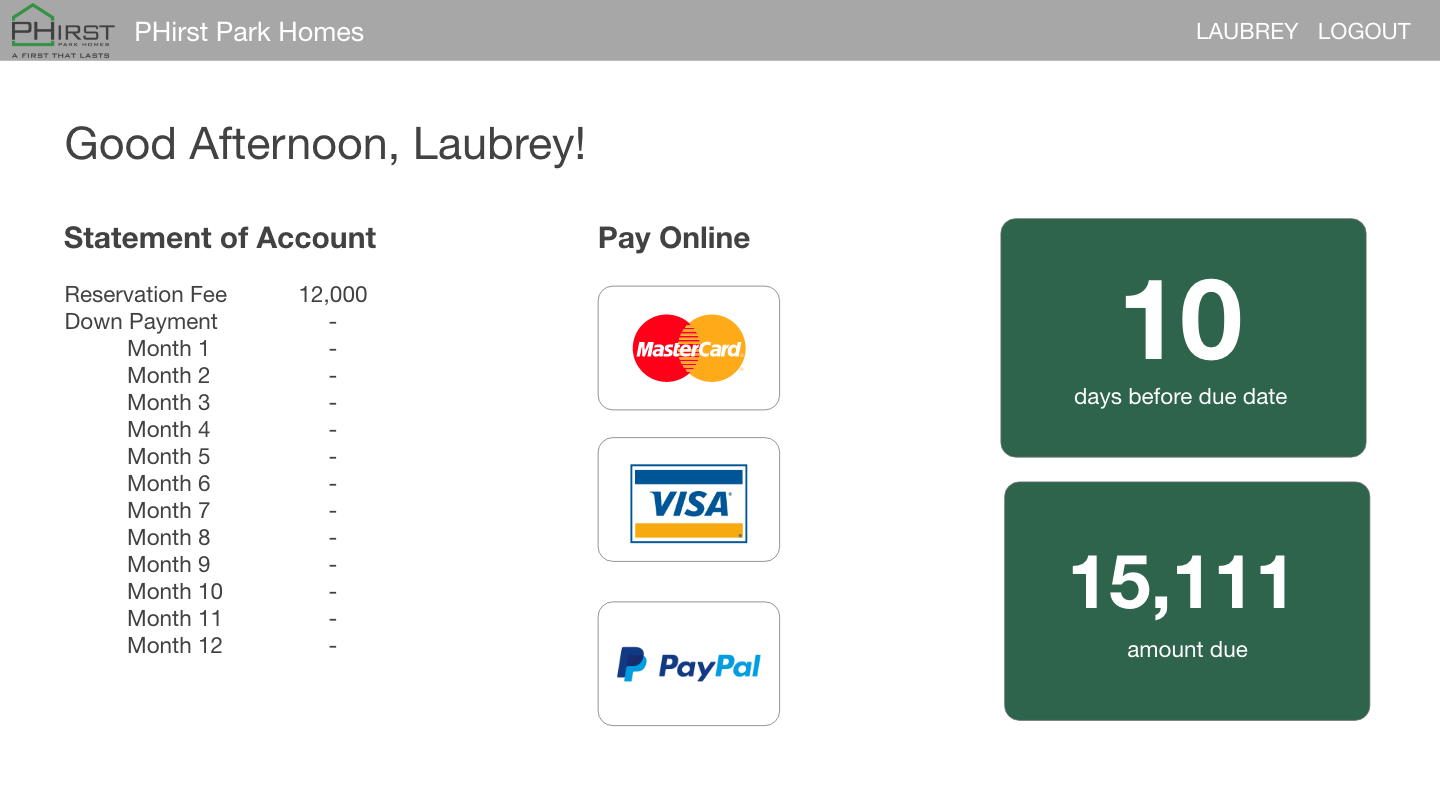 PHIRST
PARK HOMES
A FIRST THAT LASTS
PHirst Park Homes
LAUBREY LOGOUT
Good Afternoon, Laubrey!
Statement of Account
Reservation Fee 12,000
Down Payment -
Month 1 -
Month 2 -
Month 3 -
Month 4 -
Month 5 -
Month 6 -
Month 7 -
Month 8 -
Month 9 -
Month 10 -
Month 11 -
Month 12 -
Pay Online
MasterCard
VISA
PayPal
10
days before due date
15,111
amount due